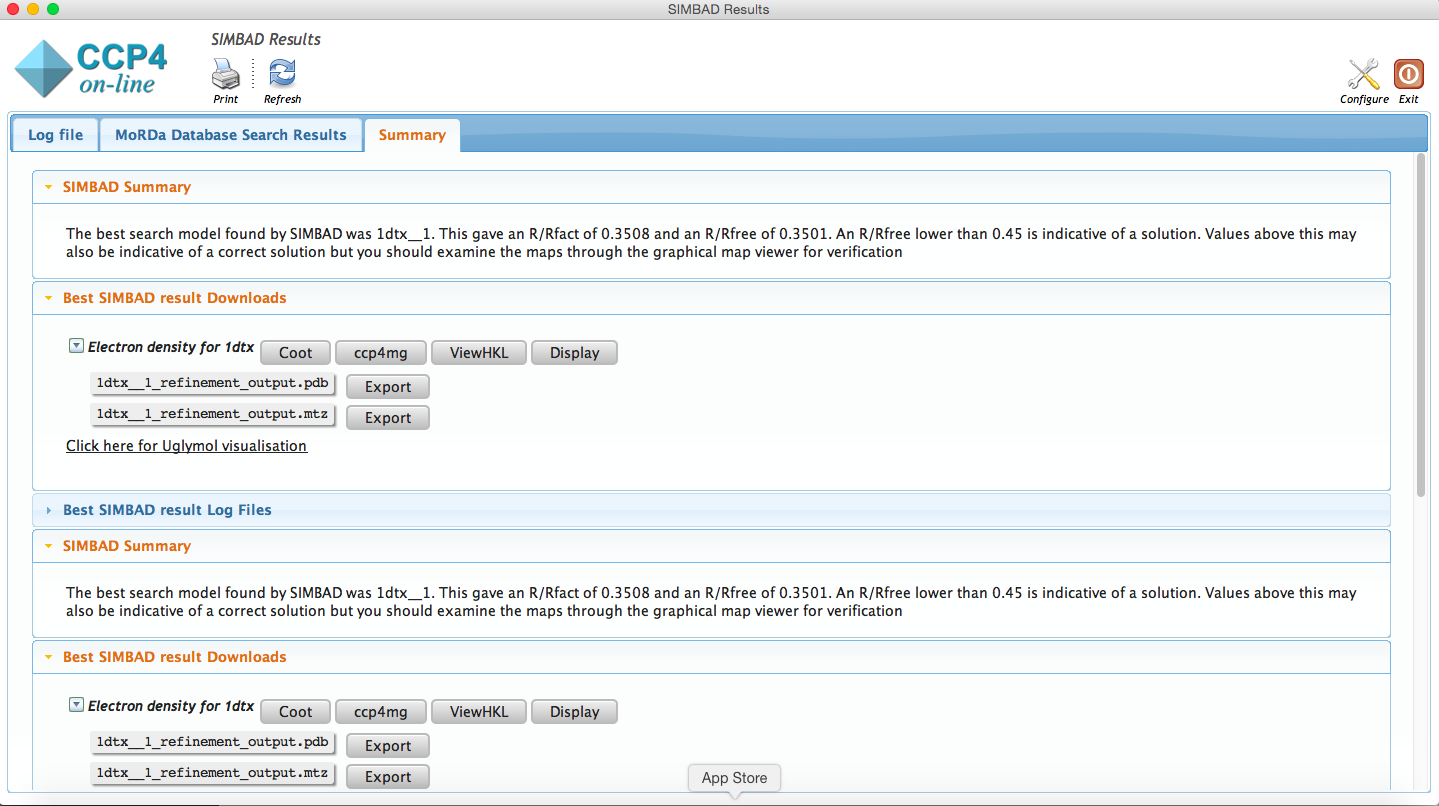 SIMBAD Results
CCP4
on-line
SIMBAD Results
Print
Refresh
Configure
Exit
Log file
MoRDa Database Search Results
Summary
SIMBAD Summary
The best search model found by SIMBAD was 1dtx__1. This gave an R/Rfact of 0.3508 and an R/Rfree of 0.3501. An R/Rfree lower than 0.45 is indicative of a solution. Values above this may
also be indicative of a correct solution but you should examine the maps through the graphical map viewer for verification
Best SIMBAD result Downloads
Electron density for 1dtx Coot ccp4mg ViewHKL Display
1dtx__1_refinement_output.pdb Export
1dtx__1_refinement_output.mtz Export
Click here for Uglymol visualisation
Best SIMBAD result Log Files
SIMBAD Summary
The best search model found by SIMBAD was 1dtx__1. This gave an R/Rfact of 0.3508 and an R/Rfree of 0.3501. An R/Rfree lower than 0.45 is indicative of a solution. Values above this may
also be indicative of a correct solution but you should examine the maps through the graphical map viewer for verification
Best SIMBAD result Downloads
Electron density for 1dtx Coot ccp4mg ViewHKL Display
1dtx__1_refinement_output.pdb Export
1dtx__1_refinement_output.mtz Export
App Store